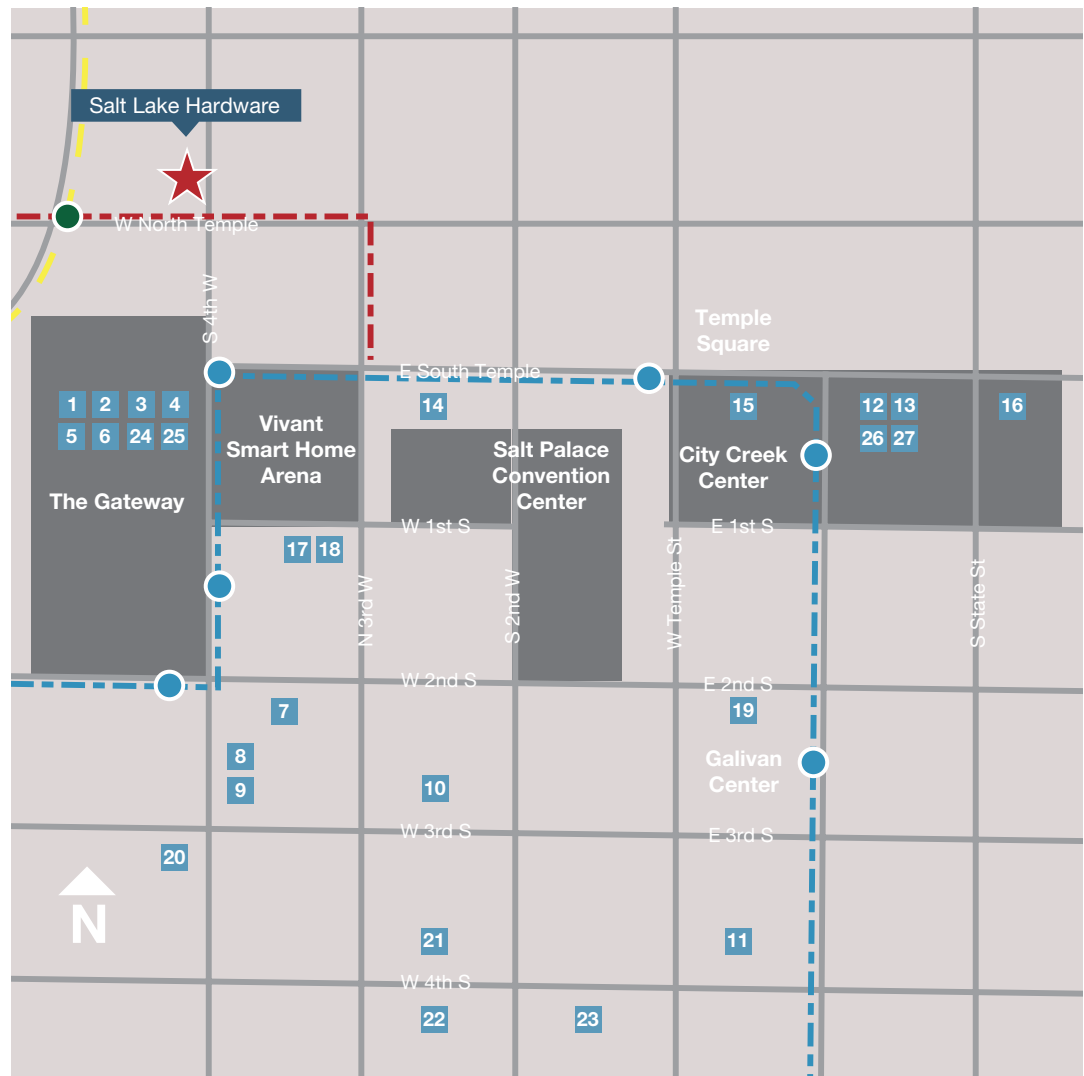 Salt Lake Hardware
W North Temple
S 4th W
Temple
Square
E South Temple
1 2 3 4
5 6 24 25
The Gateway
Vivant
Smart Home
Arena
14
Salt Palace
Convention
Center
15
City Creek
Center
12 13
26 27
16
W 1st S
E 1st S
17 18
N 3rd W
S 2nd W
W Temple St
S State St
W 2nd S
E 2nd S
7
19
8
9
10
Galivan
Center
W 3rd S
E 3rd S
20
N
21
11
W 4th S
22
23